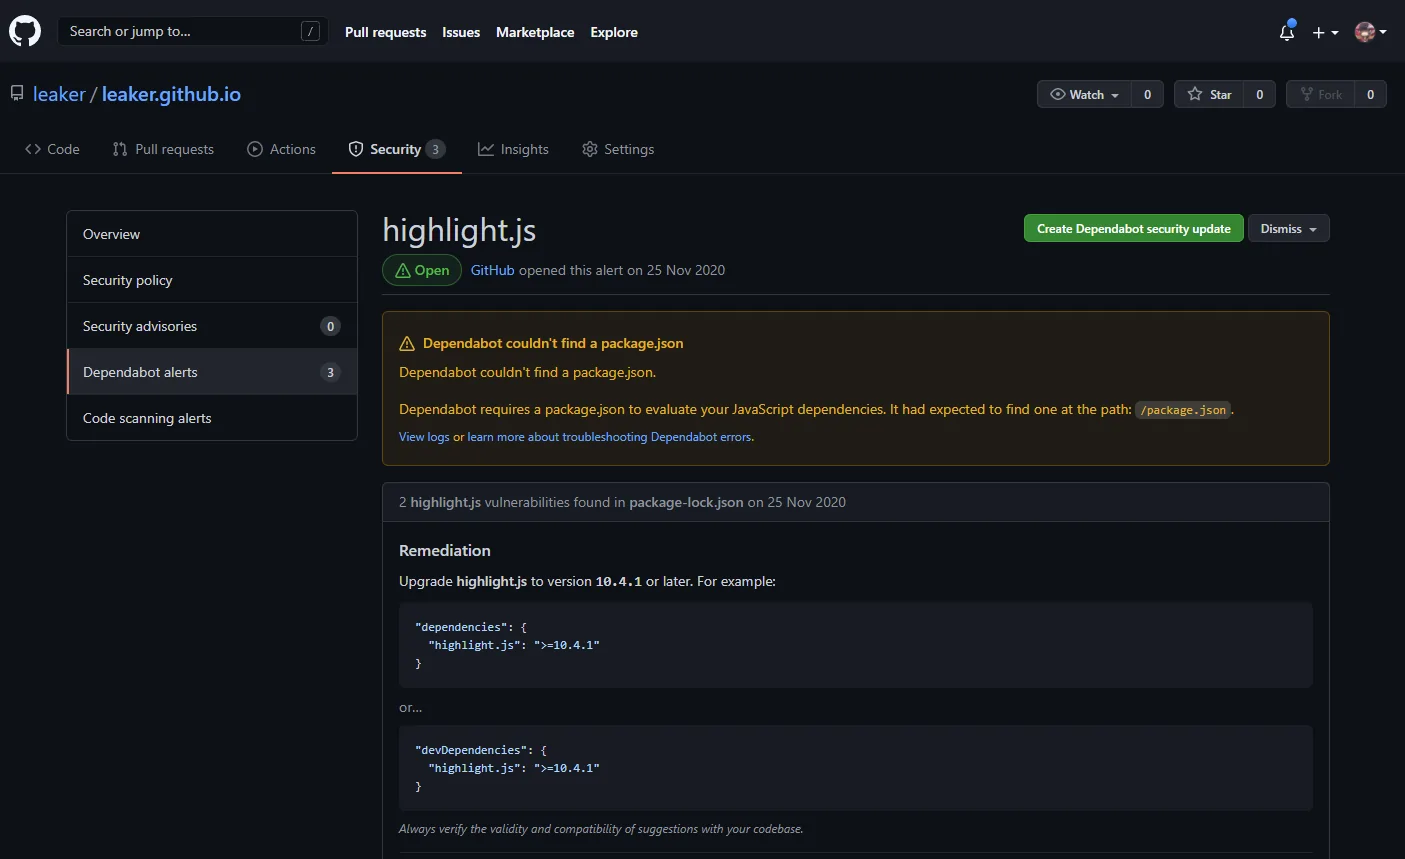 Search or jump to...
/
Pull requests
Issues
Marketplace
Explore
leaker / leaker.github.io
Watch 0
Star 0
Fork 0
Code
Pull requests
Actions
Security 3
Insights
Settings
Overview
Security policy
Security advisories 0
Dependabot alerts 3
Code scanning alerts
highlight.js
Create Dependabot security update
Dismiss
Open
GitHub opened this alert on 25 Nov 2020
Dependabot couldn't find a package.json
Dependabot couldn't find a package.json.
Dependabot requires a package.json to evaluate your JavaScript dependencies. It had expected to find one at the path: /package.json.
View logs or learn more about troubleshooting Dependabot errors.
2 highlight.js vulnerabilities found in package-lock.json on 25 Nov 2020
Remediation
Upgrade highlight.js to version 10.4.1 or later. For example:
"dependencies": {
"highlight.js": ">=10.4.1"
}
or...
"devDependencies": {
"highlight.js": ">=10.4.1"
}
Always verify the validity and compatibility of suggestions with your codebase.